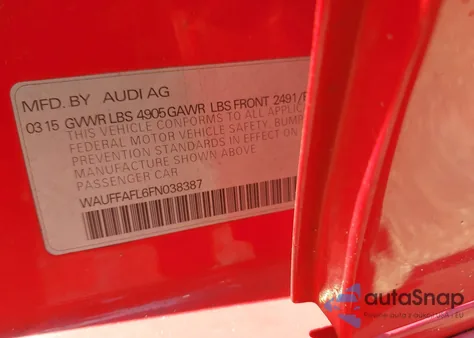 MFD. BY AUDI AG
03 15 GVWR LBS 4905 GAWR LBS FRONT 2491/
THIS VEHICLE CONFORMS TO ALL APPLIC
FEDERAL MOTOR VEHICLE SAFETY, BUMP
PREVENTION STANDARDS IN EFFECT ON
MANUFACTURE SHOWN ABOVE
PASSENGER CAR
WAUFFAFL6FN038387
autaSnap